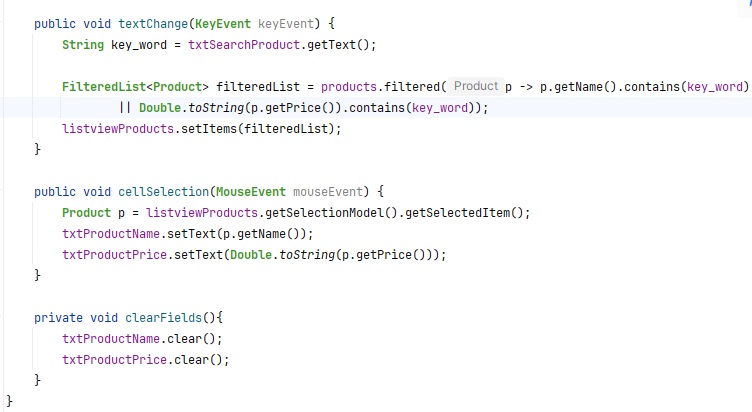 public void textChange(KeyEvent keyEvent) {
String key_word = txtSearchProduct.getText();
FilteredList<Product> filteredList = products.filtered( Product p -> p.getName().contains(key_word)
|| Double.toString(p.getPrice()).contains(key_word));
listviewProducts.setItems(filteredList);
}
public void cellSelection(MouseEvent mouseEvent) {
Product p = listviewProducts.getSelectionModel().getSelectedItem();
txtProductName.setText(p.getName());
txtProductPrice.setText(Double.toString(p.getPrice()));
}
private void clearFields(){
txtProductName.clear();
txtProductPrice.clear();
}
}